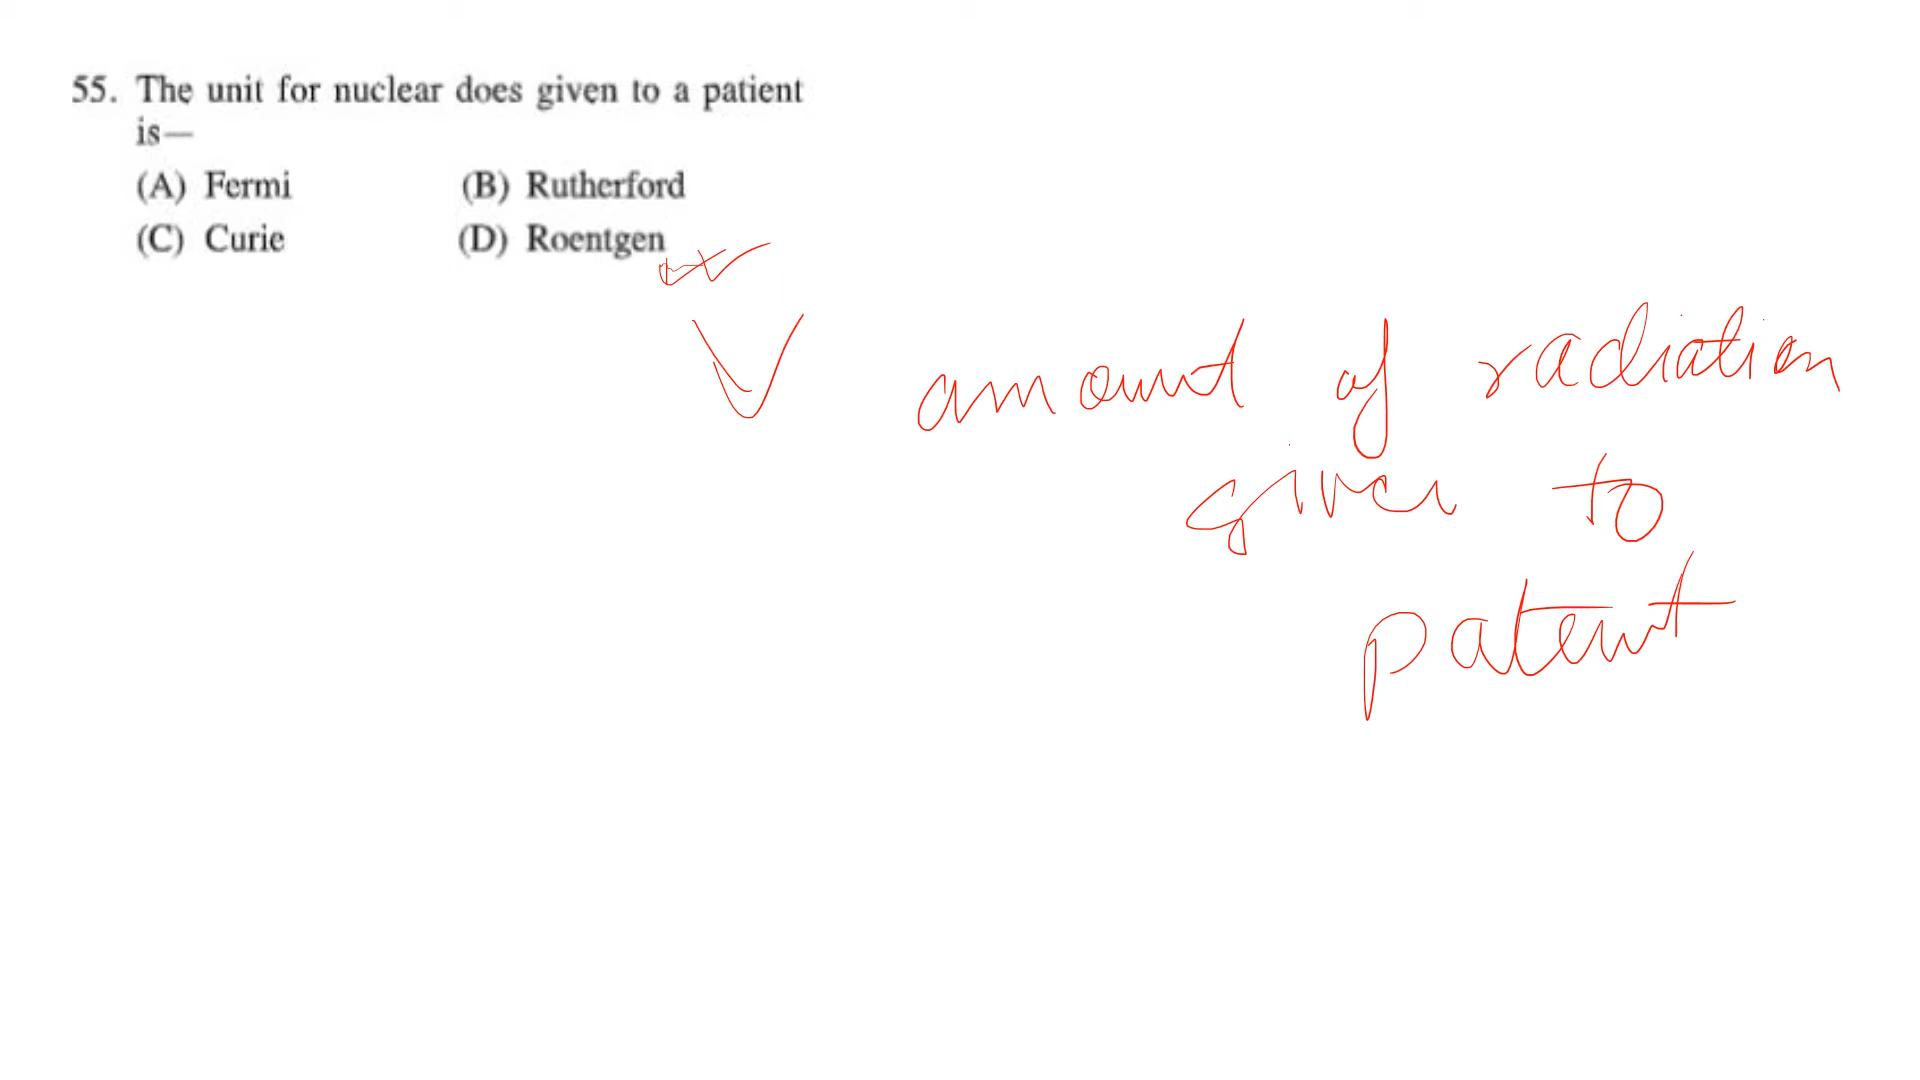 55. The unit for nuclear does given to a patient
is—
(A) Fermi (B) Rutherford
(C) Curie (D) Roentgen
amount of radiation
given to
patent